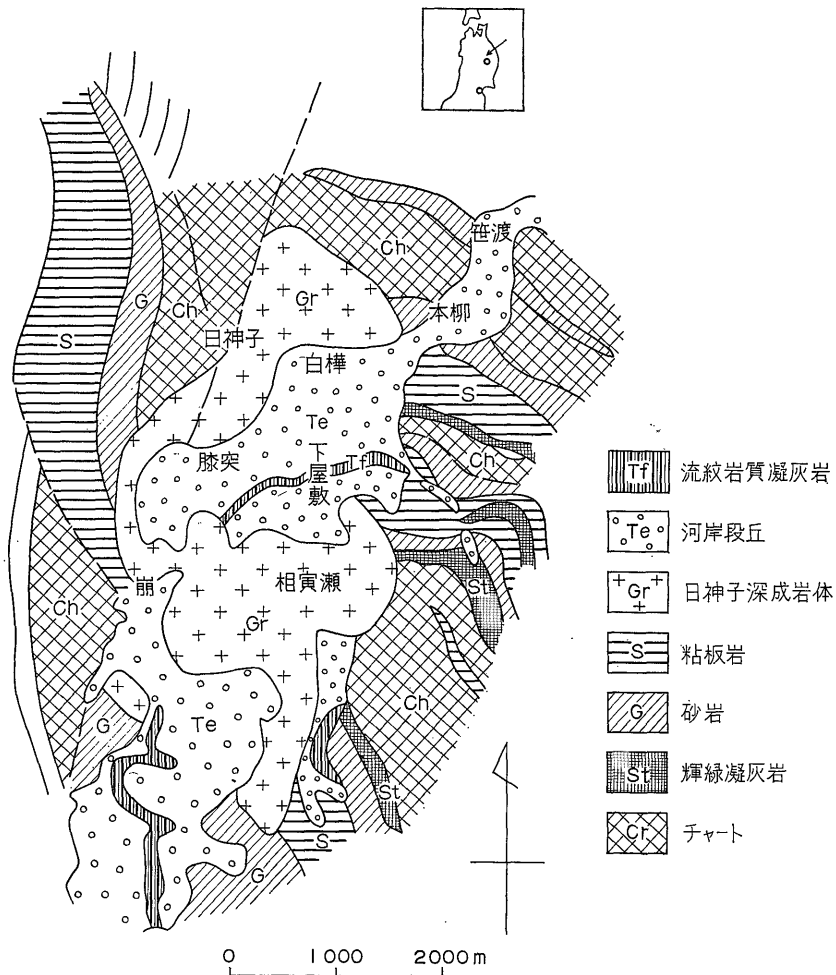 笹渡
Ch
Gr
G
Ch
本柳
日神子
S
白樺
S
Te
下屋敷
Tf
Ch
膝突
崩
相寅瀬
St
Ch
Gr
Ch
G
Te
St
S
G
Tf 流紋岩質凝灰岩
Te 河岸段丘
Gr 日神子深成岩体
S 粘板岩
G 砂岩
St 輝緑凝灰岩
Cr チャート
0 1000 2000m